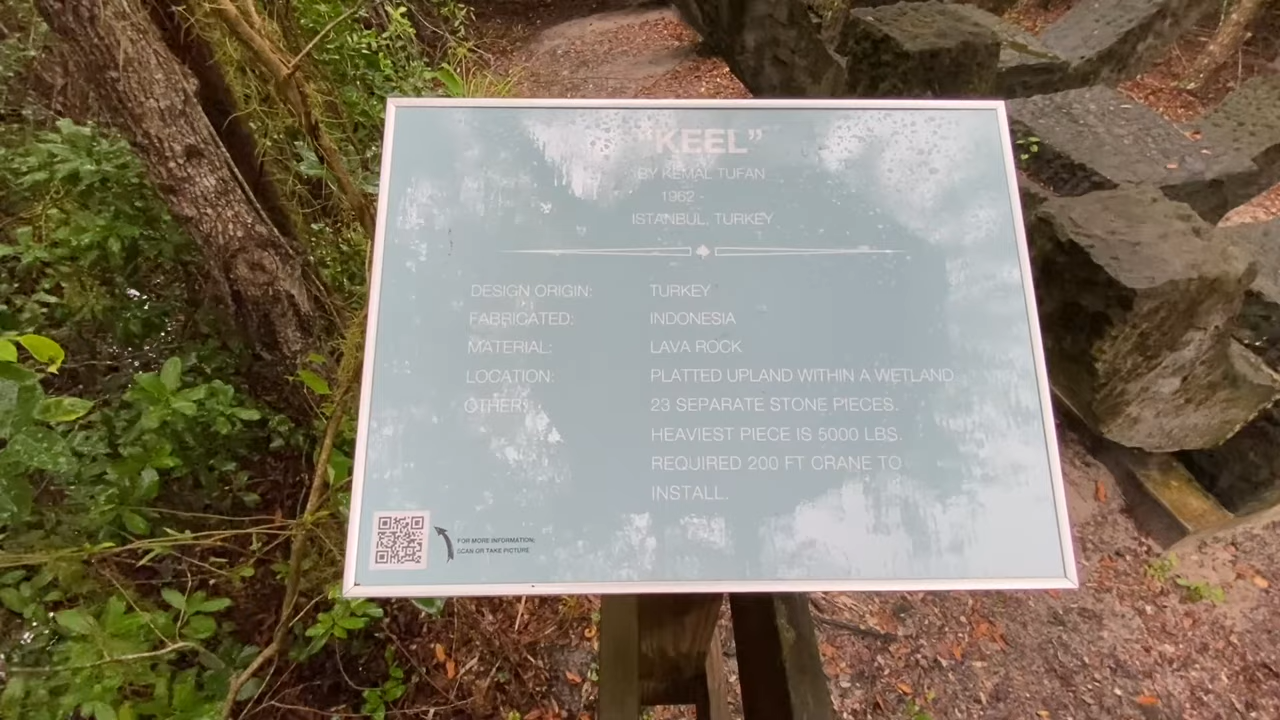 "KEEL"
BY KEMAL TUFAN
1962 -
ISTANBUL, TURKEY
DESIGN ORIGIN: TURKEY
FABRICATED: INDONESIA
MATERIAL: LAVA ROCK
LOCATION: PLATTED UPLAND WITHIN A WETLAND
OTHER: 23 SEPARATE STONE PIECES.
HEAVIEST PIECE IS 5000 LBS.
REQUIRED 200 FT CRANE TO
INSTALL.
FOR MORE INFORMATION:
SCAN OR TAKE PICTURE